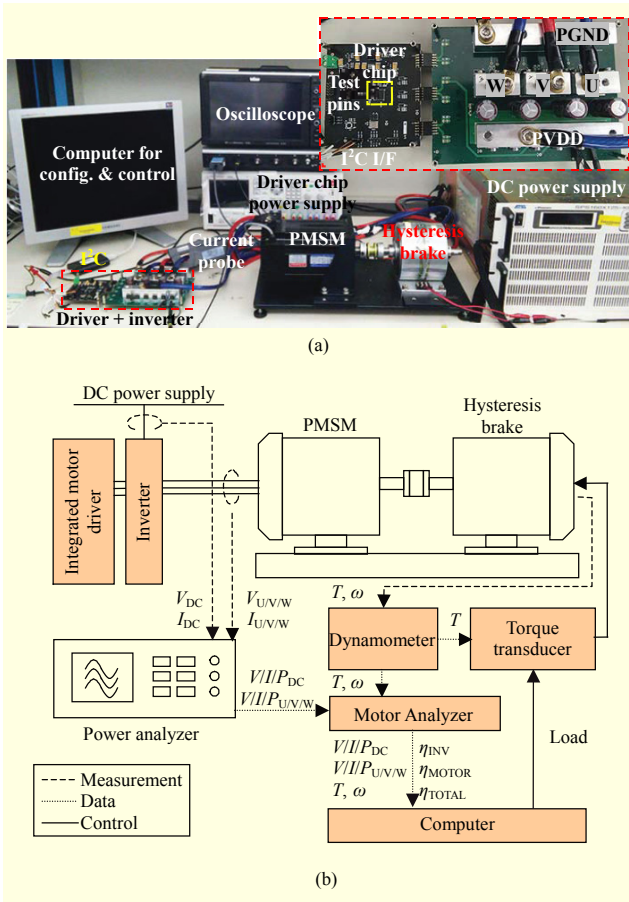 Driver
chip
Test
pins
I²C I/F
PGND
W
V
U
PVDD
Oscilloscope
Computer for
config. & control
Driver chip
power supply
DC power supply
Hysteresis
brake
PMSM
Current
probe
I²C
Driver + inverter
(a)
DC power supply
PMSM
Hysteresis
brake
Integrated motor
driver
Inverter
V_DC
I_DC
V_U/V/W
I_U/V/W
T, ω
Dynamometer
T
Torque
transducer
T, ω
V/I/P_DC
V/I/P_U/V/W
Power analyzer
Motor Analyzer
Load
V/I/P_DC η_INV
V/I/P_U/V/W η_MOTOR
T, ω η_TOTAL
Measurement
Data
Control
Computer
(b)